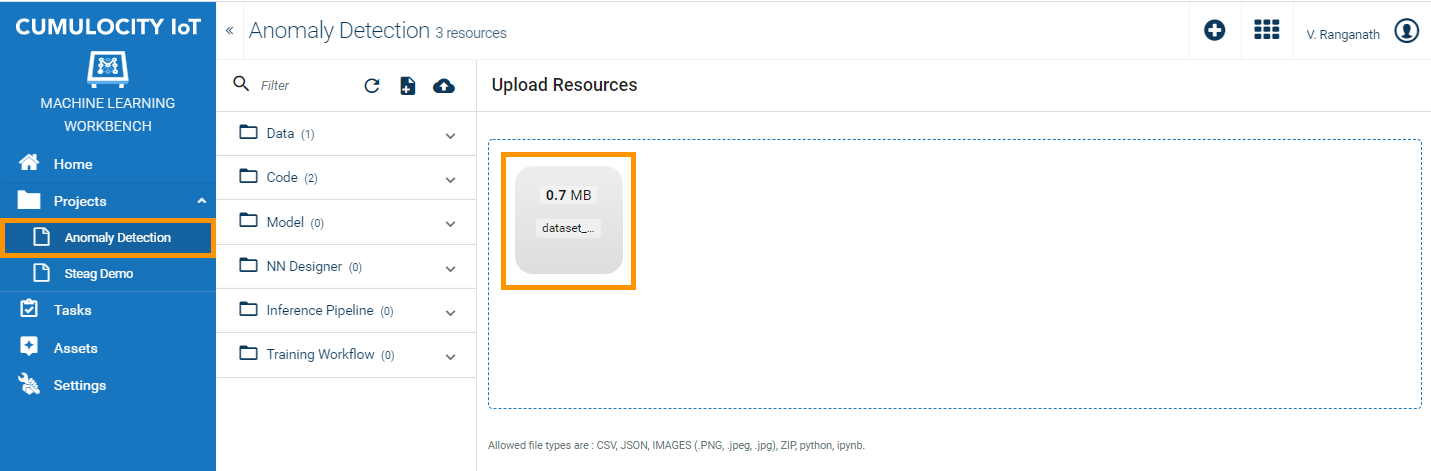 CUMULOCITY IoT
MACHINE LEARNING
WORKBENCH
Home
Projects
Anomaly Detection
Steag Demo
Tasks
Assets
Settings
« Anomaly Detection 3 resources
V. Ranganath
Filter
Data (1)
Code (2)
Model (0)
NN Designer (0)
Inference Pipeline (0)
Training Workflow (0)
Upload Resources
0.7 MB
dataset_...
Allowed file types are : CSV, JSON, IMAGES (.PNG, .jpeg, .jpg), ZIP, python, ipynb.